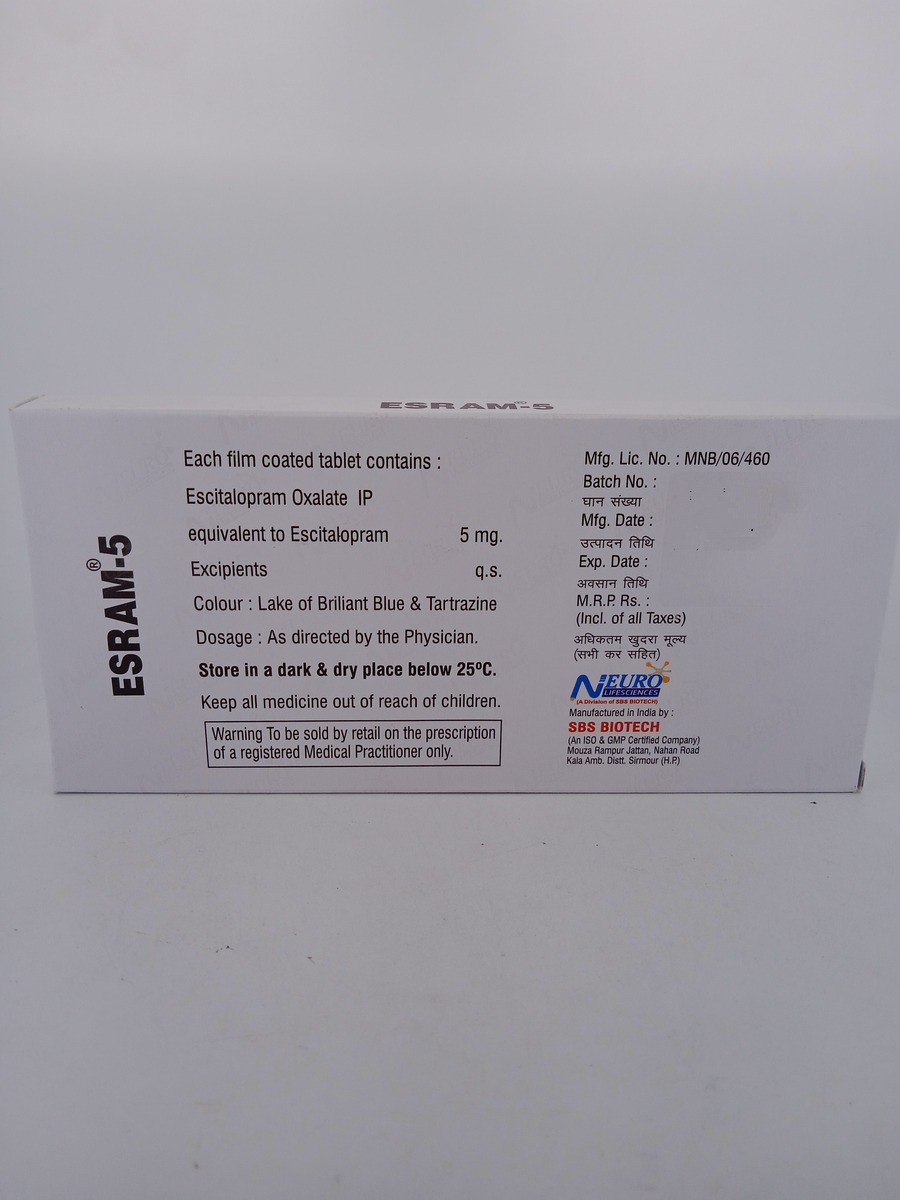 ESRAM®-5
ESRAM®-5
Each film coated tablet contains :
Escitalopram Oxalate IP
equivalent to Escitalopram 5 mg.
Excipients q.s.
Colour : Lake of Briliant Blue & Tartrazine
Dosage : As directed by the Physician.
Store in a dark & dry place below 25ºC.
Keep all medicine out of reach of children.
Warning To be sold by retail on the prescription
of a registered Medical Practitioner only.
Mfg. Lic. No. : MNB/06/460
Batch No. :
घान संख्या
Mfg. Date :
उत्पादन तिथि
Exp. Date :
अवसान तिथि
M.R.P. Rs. :
(Incl. of all Taxes)
अधिकतम खुदरा मूल्य
(सभी कर सहित)
NEURO
LIFESCIENCES
(A Division of SBS BIOTECH)
Manufactured in India by :
SBS BIOTECH
(An ISO & GMP Certified Company)
Mouza Rampur Jattan, Nahan Road
Kala Amb. Distt. Sirmour (H.P.)